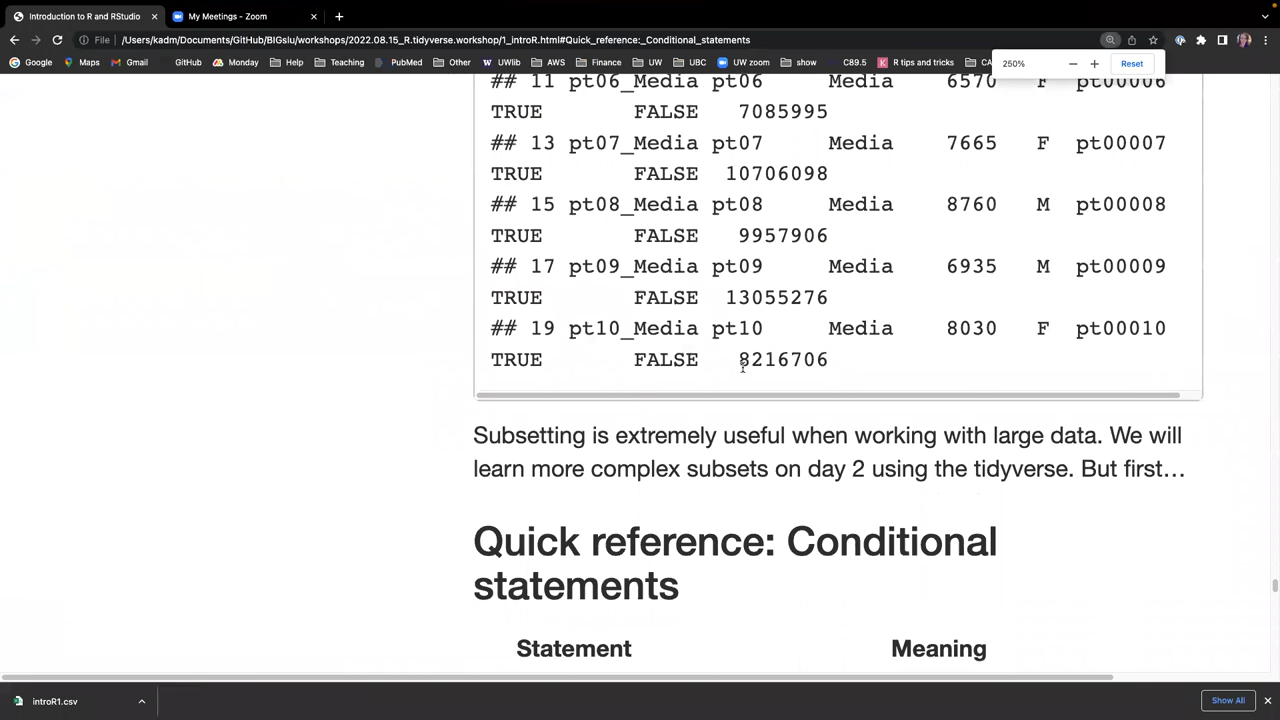 Introduction to R and RStudio
My Meetings - Zoom
File
/Users/kadm/Documents/GitHub/BIGslu/workshops/2022.08.15_R.tidyverse.workshop/1_introR.html#Quick_reference:_Conditional_statements
Google Maps AWS GitHub Monday Help Teaching PubMed Other Finance UWlib UW UBC UW zoom show C89.5 R tips and tricks CA
250% Reset
## 11 pt06_Media pt06 Media 6570 F pt00006
TRUE FALSE 7085995
## 13 pt07_Media pt07 Media 7665 F pt00007
TRUE FALSE 10706098
## 15 pt08_Media pt08 Media 8760 M pt00008
TRUE FALSE 9957906
## 17 pt09_Media pt09 Media 6935 M pt00009
TRUE FALSE 13055276
## 19 pt10_Media pt10 Media 8030 F pt00010
TRUE FALSE 8216706
Subsetting is extremely useful when working with large data. We will
learn more complex subsets on day 2 using the tidyverse. But first…
Quick reference: Conditional
statements
Statement Meaning
introR1.csv
Show All